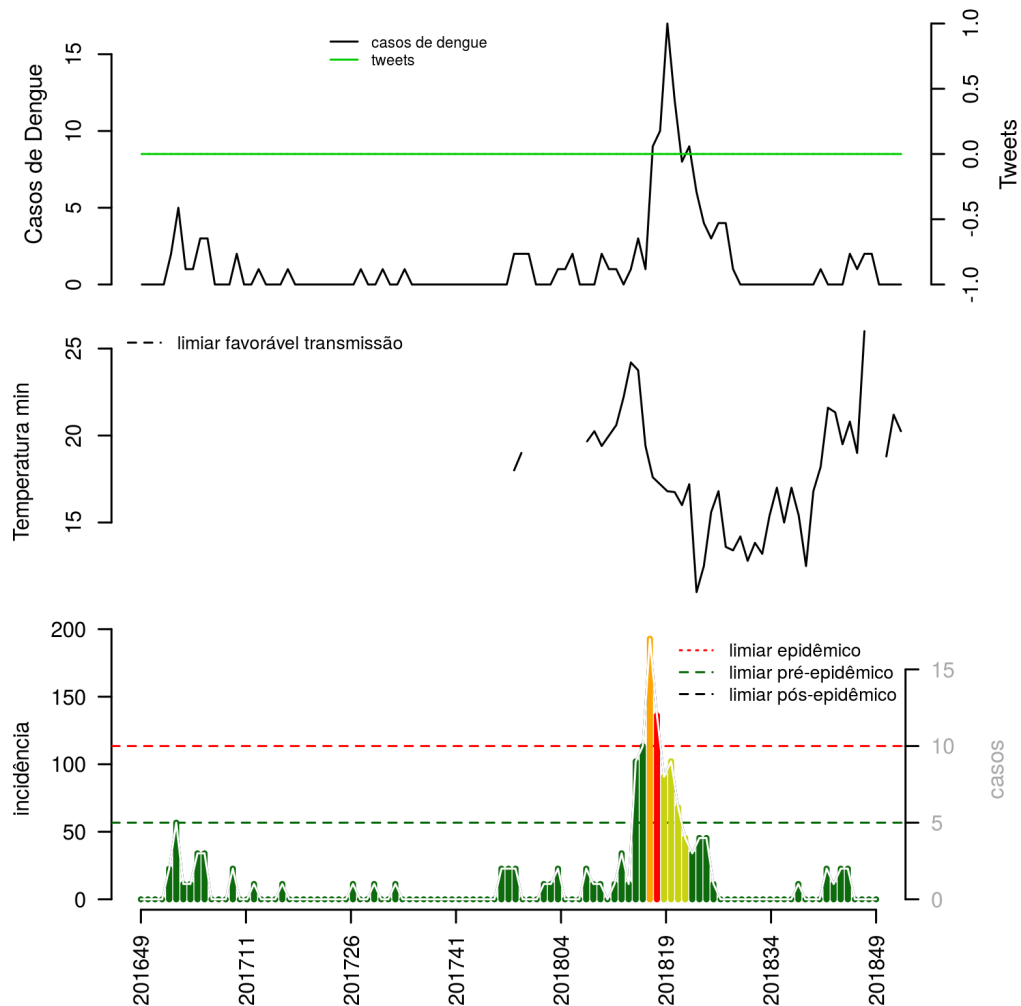 casos de dengue
tweets
Casos de Dengue
0
5
10
15
Tweets
-1.0
-0.5
0.0
0.5
1.0
limiar favorável transmissão
Temperatura min
15
20
25
limiar epidêmico
limiar pré-epidêmico
limiar pós-epidêmico
incidência
0
50
100
150
200
casos
0
5
10
15
201649
201711
201726
201741
201804
201819
201834
201849